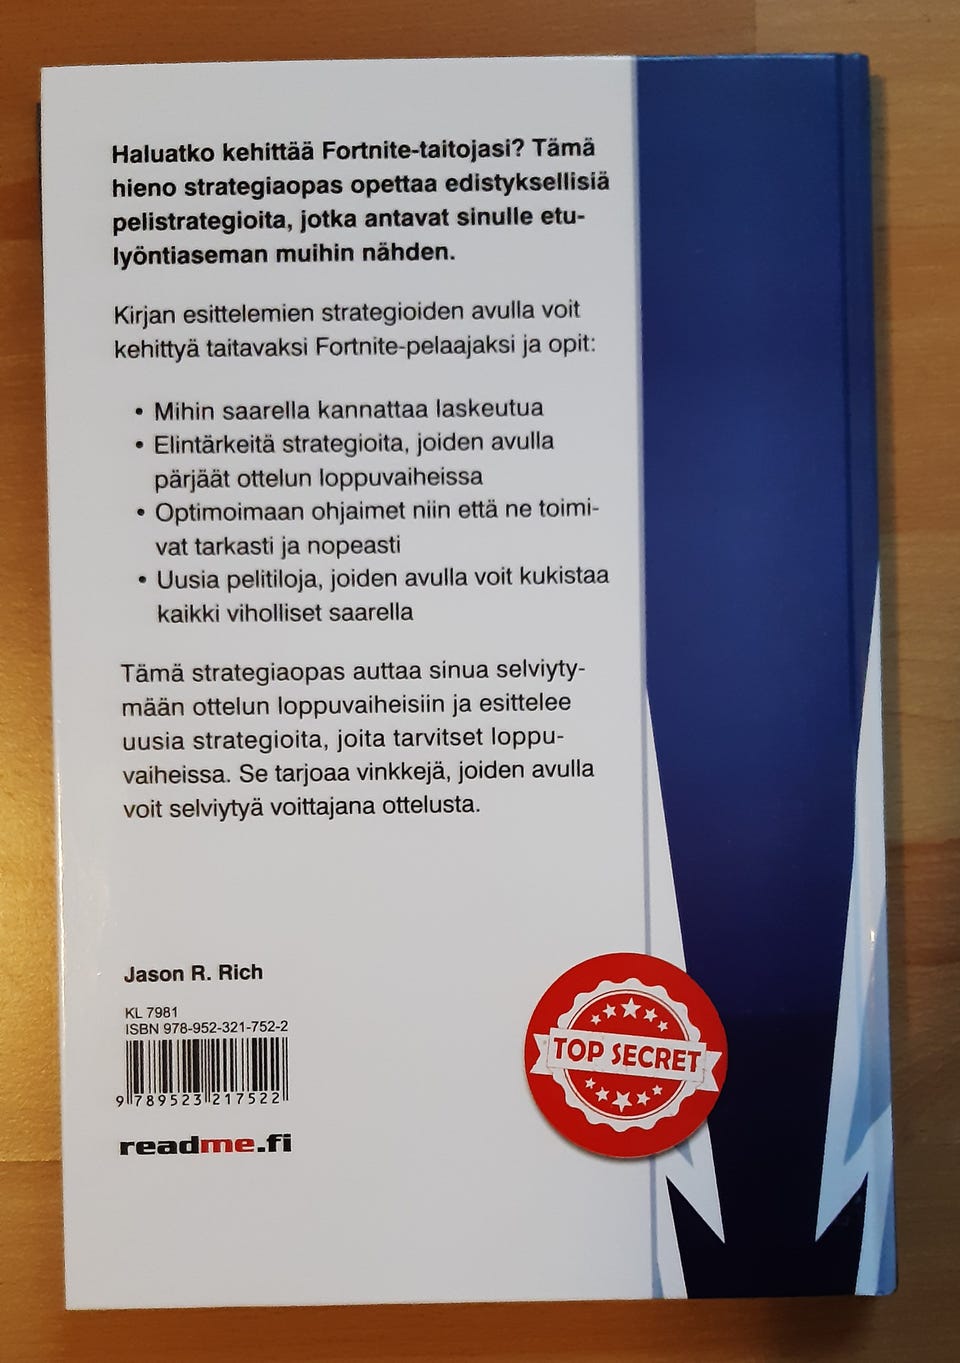 Haluatko kehittää Fortnite-taitojasi? Tämä
hieno strategiaopas opettaa edistyksellisiä
pelistrategioita, jotka antavat sinulle etu-
lyöntiaseman muihin nähden.
Kirjan esittelemien strategioiden avulla voit
kehittyä taitavaksi Fortnite-pelaajaksi ja opit:
• Mihin saarella kannattaa laskeutua
• Elintärkeitä strategioita, joiden avulla
pärjäät ottelun loppuvaiheissa
• Optimoimaan ohjaimet niin että ne toimi-
vat tarkasti ja nopeasti
• Uusia pelitiloja, joiden avulla voit kukistaa
kaikki viholliset saarella
Tämä strategiaopas auttaa sinua selviyty-
mään ottelun loppuvaiheisiin ja esittelee
uusia strategioita, joita tarvitset loppu-
vaiheissa. Se tarjoaa vinkkejä, joiden avulla
voit selviytyä voittajana ottelusta.
Jason R. Rich
KL 7981
ISBN 978-952-321-752-2
9 789523 217522
readme.fi
TOP SECRET